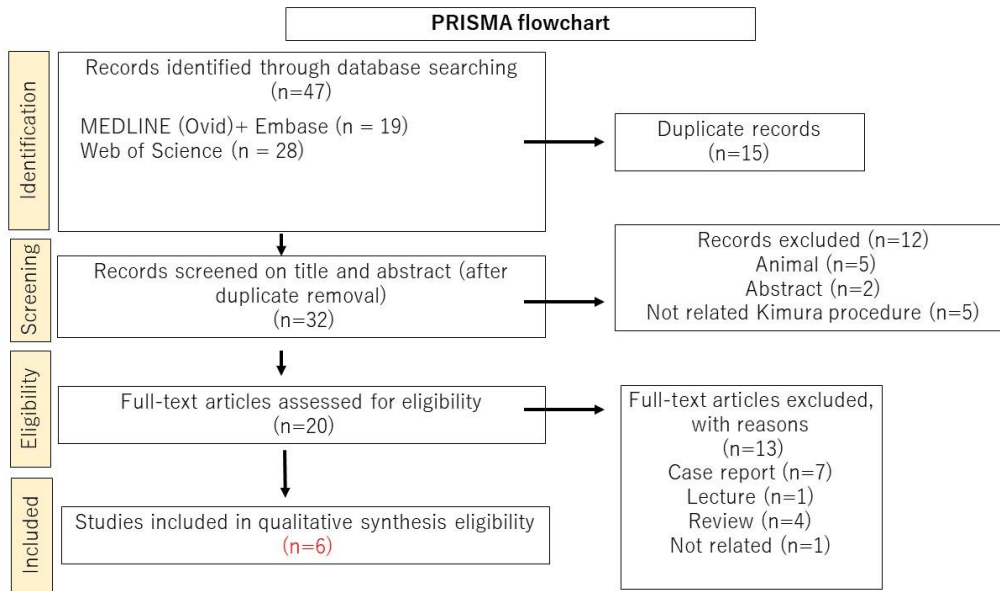 PRISMA flowchart
Identification
Records identified through database searching
(n=47)
MEDLINE (Ovid)+ Embase (n = 19)
Web of Science (n = 28)
Duplicate records
(n=15)
Screening
Records screened on title and abstract (after
duplicate removal)
(n=32)
Records excluded (n=12)
Animal (n=5)
Abstract (n=2)
Not related Kimura procedure (n=5)
Eligibility
Full-text articles assessed for eligibility
(n=20)
Full-text articles excluded,
with reasons
(n=13)
Case report (n=7)
Lecture (n=1)
Review (n=4)
Not related (n=1)
Included
Studies included in qualitative synthesis eligibility
(n=6)